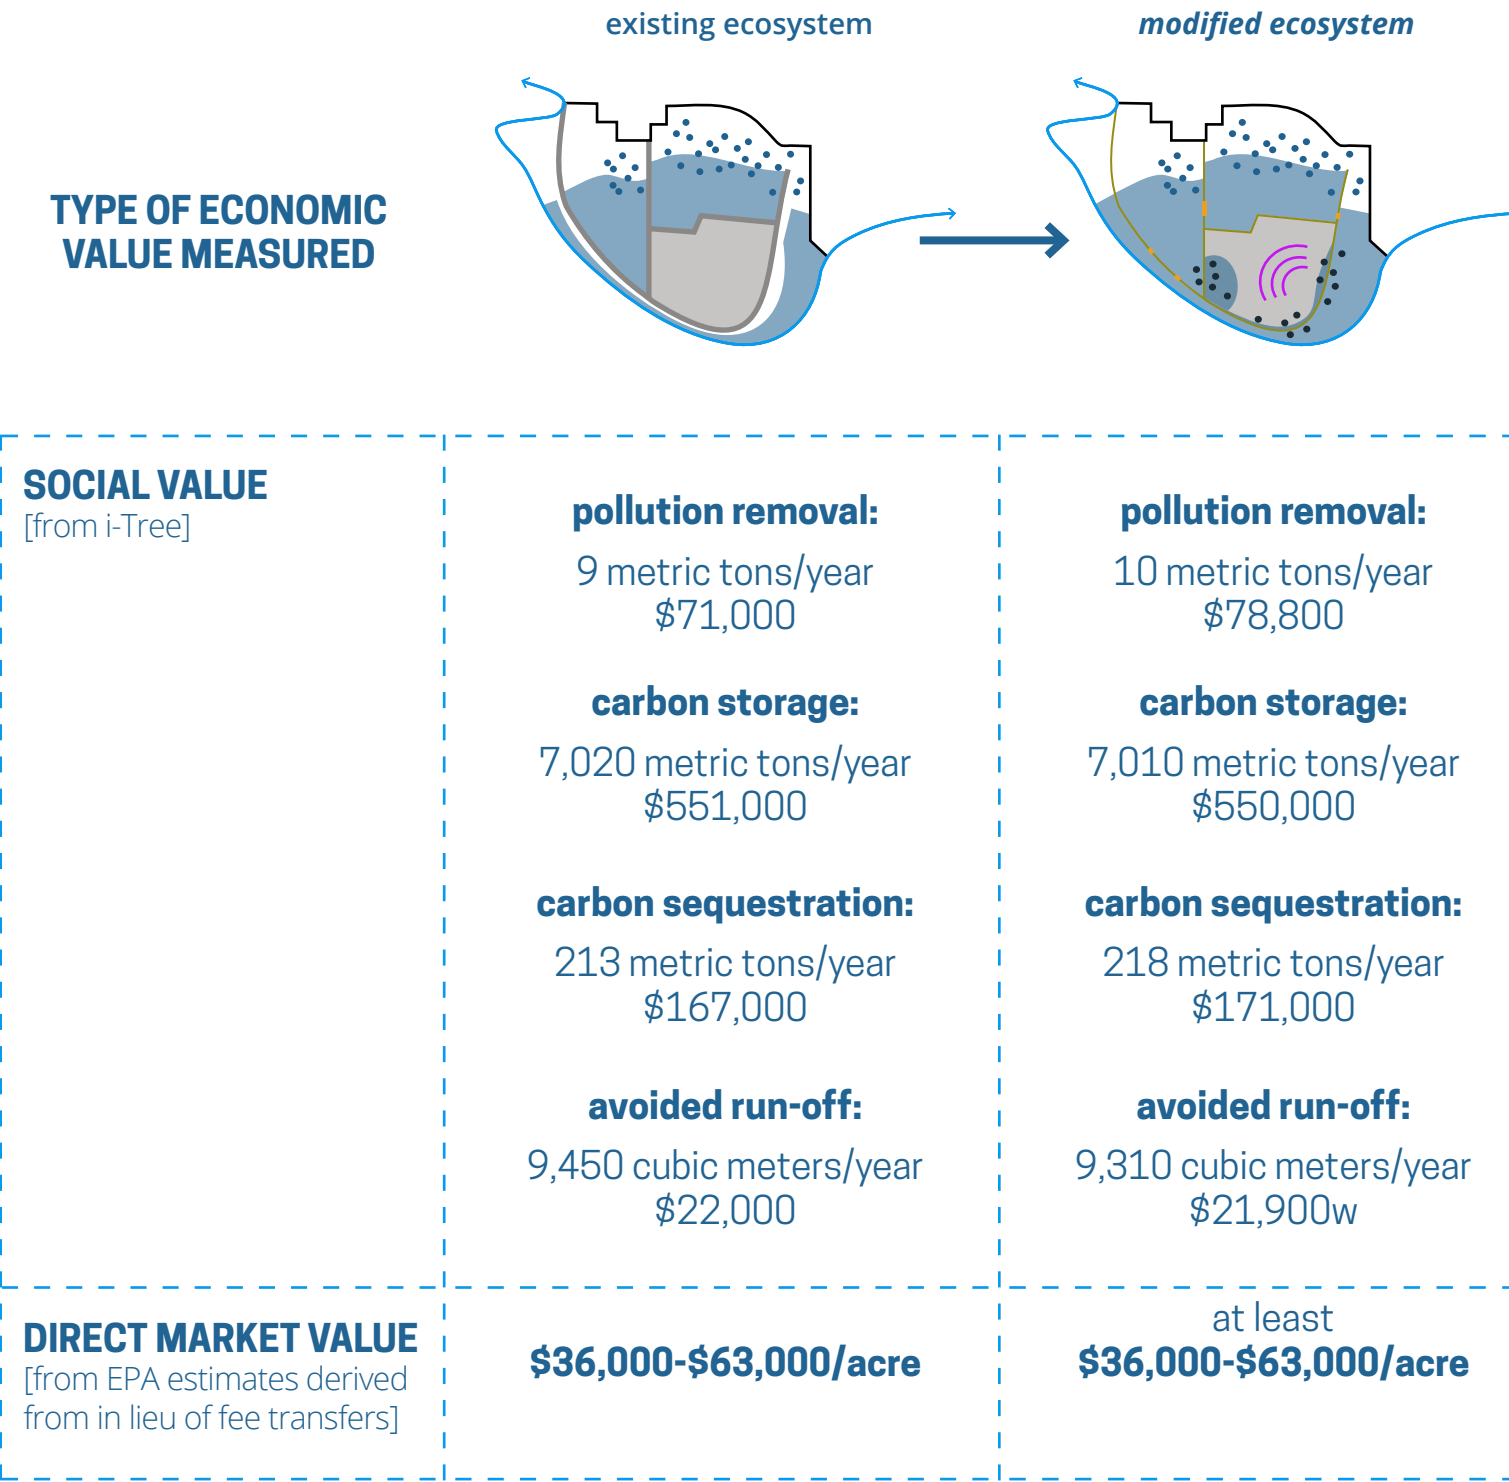 existing ecosystem
modified ecosystem
TYPE OF ECONOMIC
VALUE MEASURED
SOCIAL VALUE
[from i-Tree]
pollution removal:
9 metric tons/year
$71,000
carbon storage:
7,020 metric tons/year
$551,000
carbon sequestration:
213 metric tons/year
$167,000
avoided run-off:
9,450 cubic meters/year
$22,000
pollution removal:
10 metric tons/year
$78,800
carbon storage:
7,010 metric tons/year
$550,000
carbon sequestration:
218 metric tons/year
$171,000
avoided run-off:
9,310 cubic meters/year
$21,900w
DIRECT MARKET VALUE
[from EPA estimates derived
from in lieu of fee transfers]
$36,000-$63,000/acre
at least
$36,000-$63,000/acre